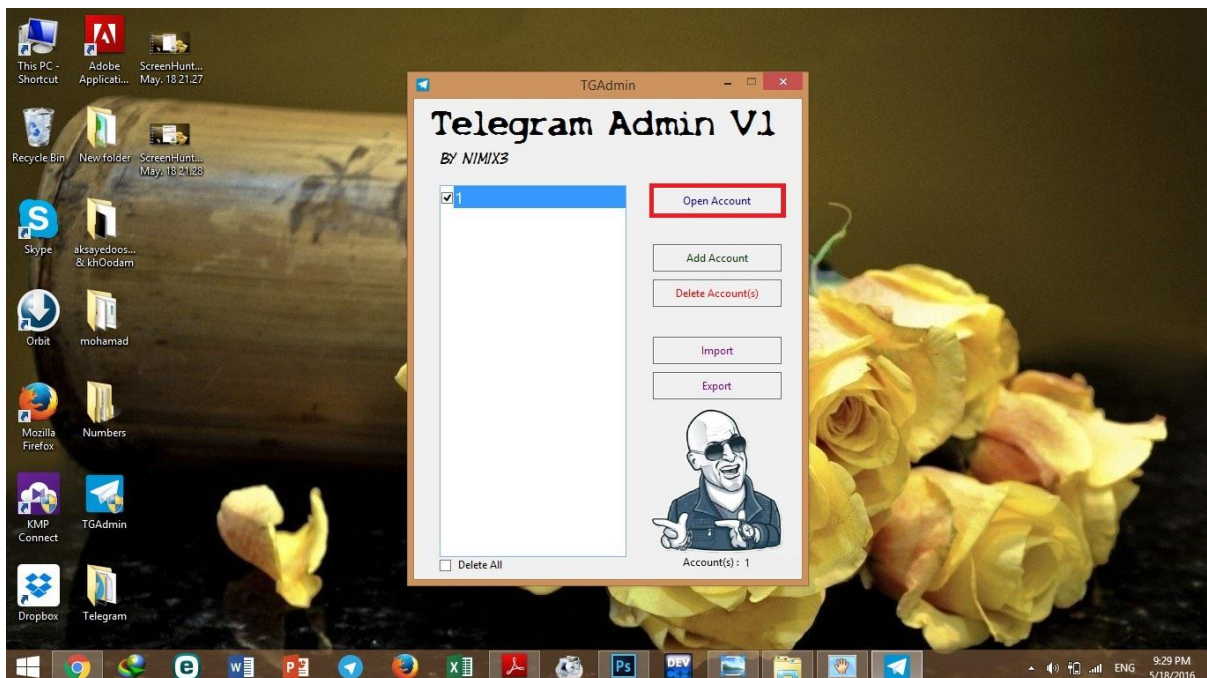 This PC -
Shortcut
Adobe
Applicati...
ScreenHunt...
May. 18 21.27
Recycle Bin
New folder
ScreenHunt...
May. 18 21.28
Skype
aksayedoos...
& khOodam
Orbit
mohamad
Mozilla
Firefox
Numbers
KMP
Connect
TGAdmin
Dropbox
Telegram
TGAdmin
Telegram Admin V.1
BY NIMIX3
1
Open Account
Add Account
Delete Account(s)
Import
Export
Delete All
Account(s) : 1
Ps
DEV
ENG
9:29 PM
5/18/2016